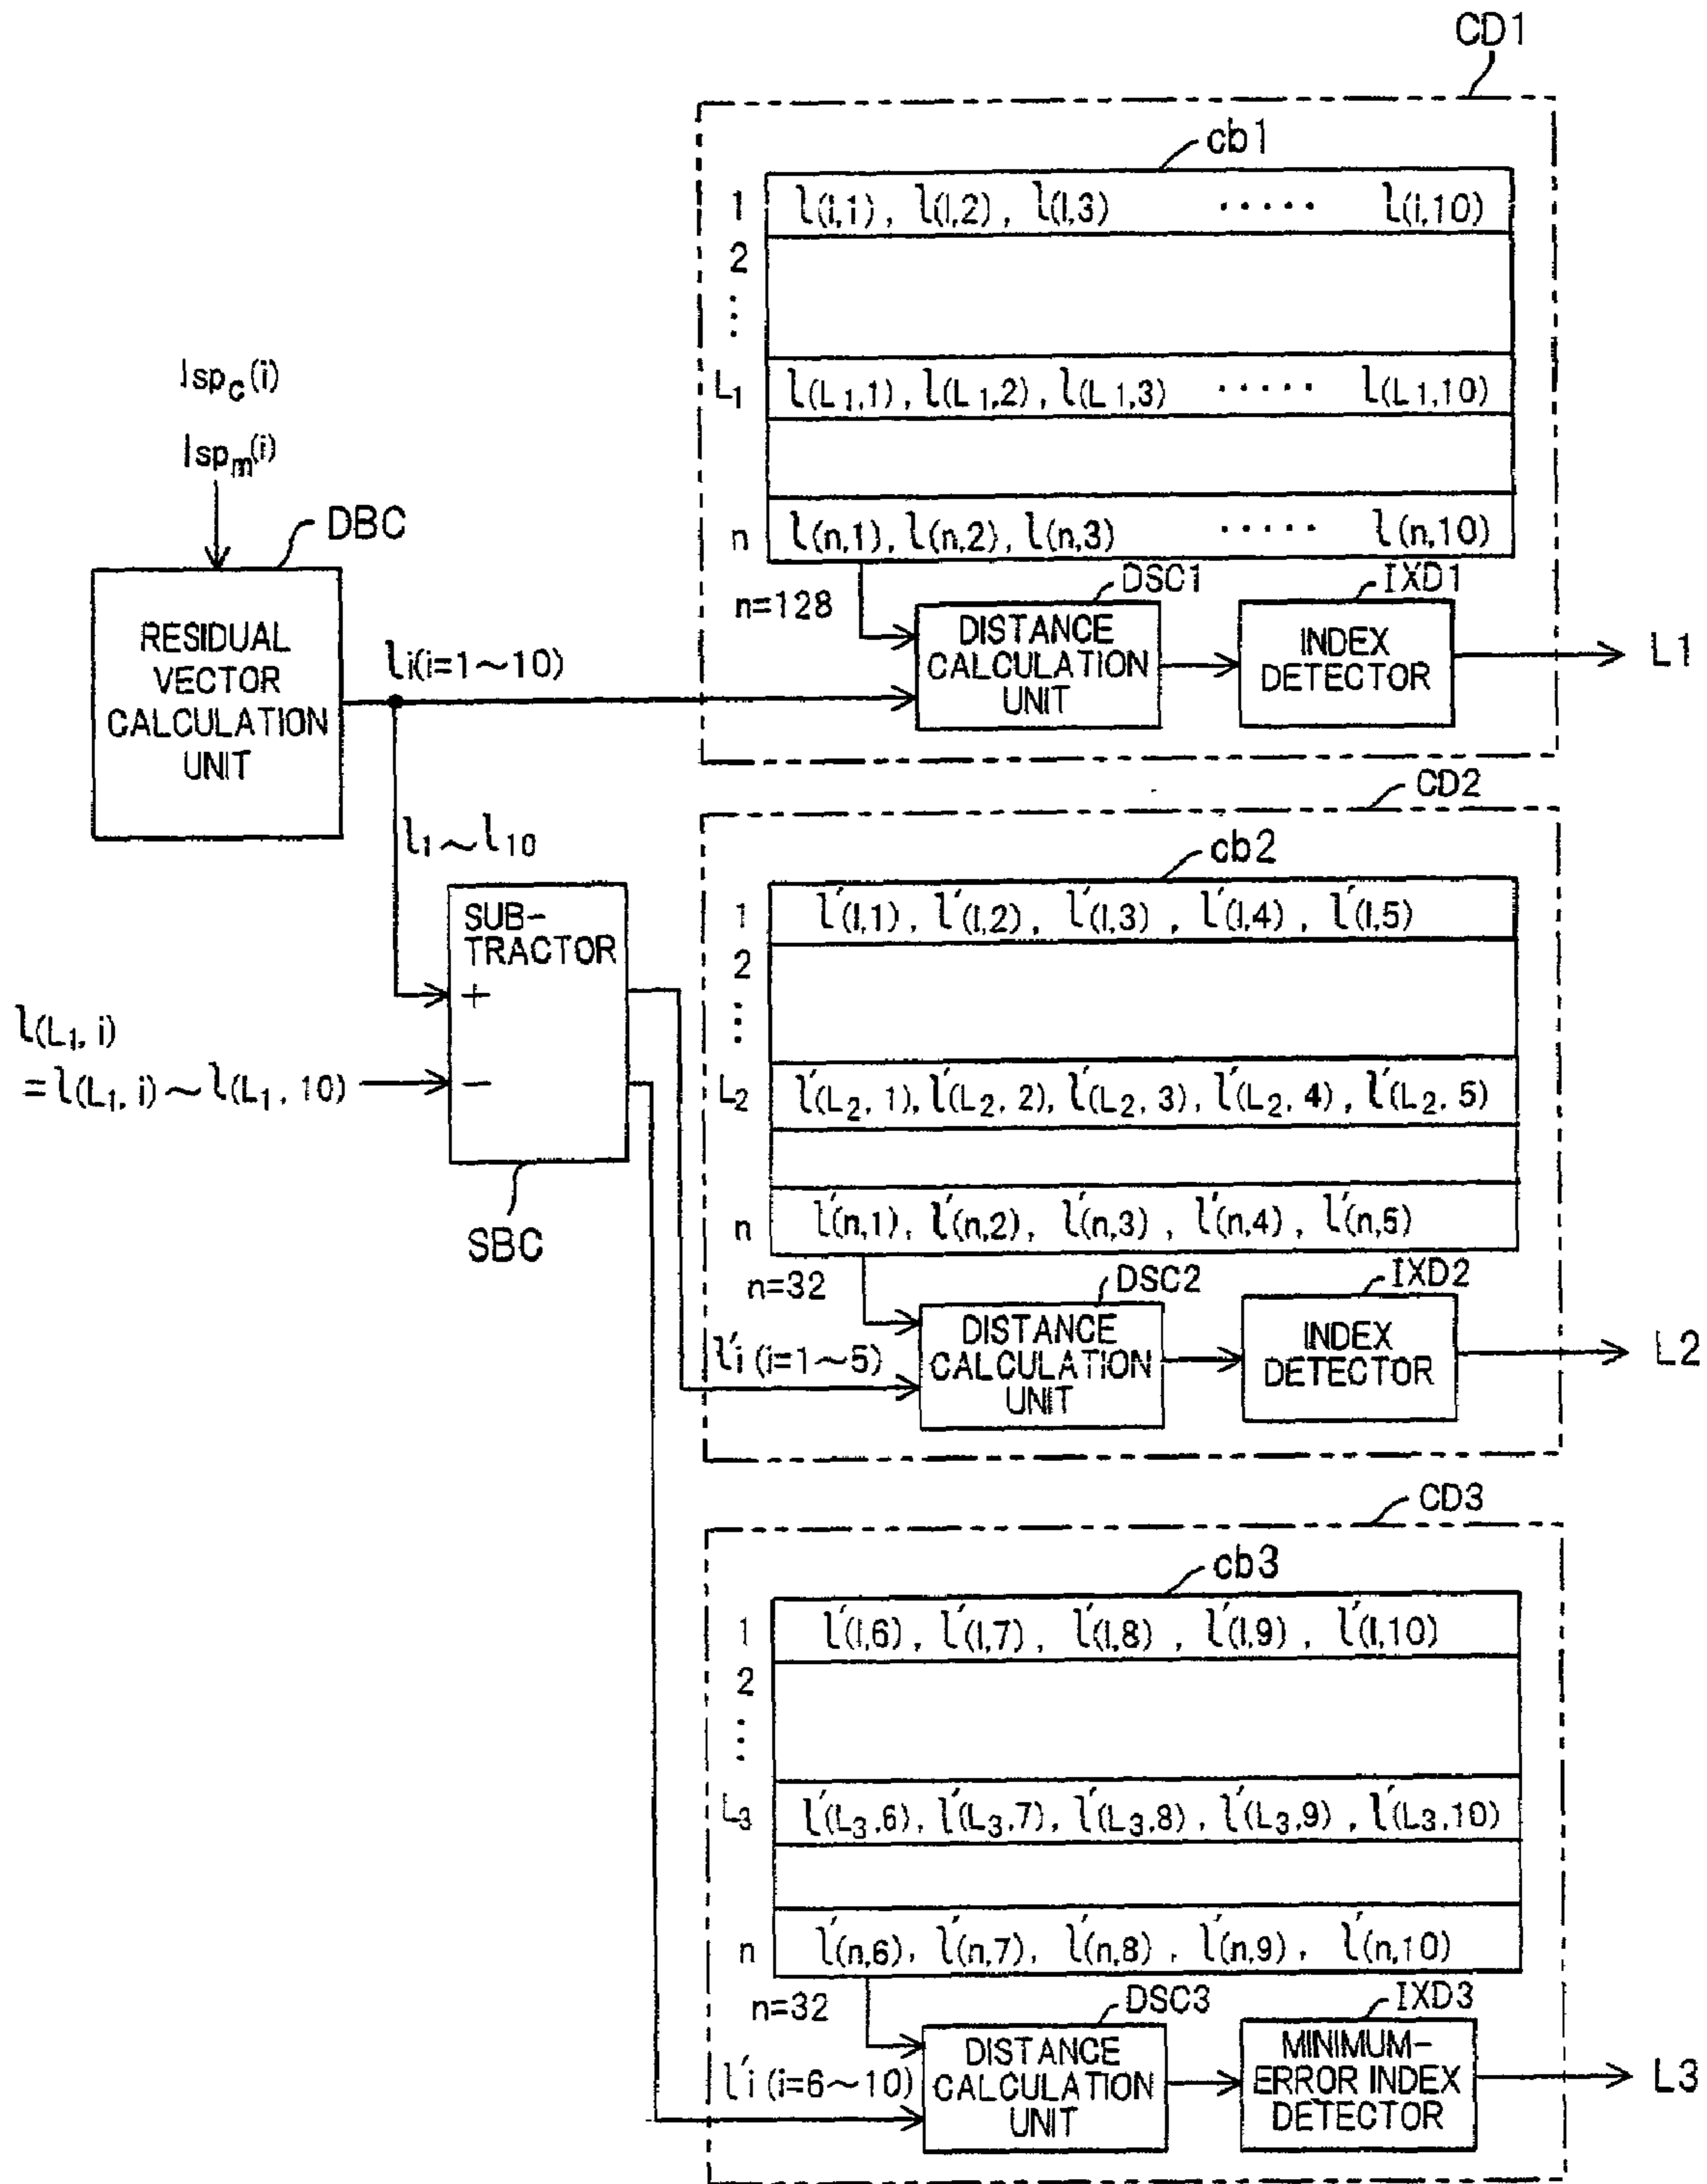 CD1
cb1
1 l(l,1), l(l,2), l(l,3) ..... l(i,10)
2
⋮
L1 l(L1,1), l(L1,2), l(L1,3) ..... l(L1,10)
n l(n,1), l(n,2), l(n,3) ..... l(n,10)
n=128
DSC1
DISTANCE
CALCULATION
UNIT
IXD1
INDEX
DETECTOR
L1
lspc(i)
lspm(i)
DBC
RESIDUAL
VECTOR
CALCULATION
UNIT
li(i=1~10)
l1~l10
SUB-
TRACTOR
+
−
l(L1, i)
=l(L1, i)~l(L1, 10)
SBC
CD2
cb2
1 l'(l,1), l'(l,2), l'(l,3), l'(l,4), l'(l,5)
2
⋮
L2 l'(L2, 1), l'(L2, 2), l'(L2, 3), l'(L2, 4), l'(L2, 5)
n l'(n,1), l'(n,2), l'(n,3), l'(n,4), l'(n,5)
n=32
l'i (i=1~5)
DSC2
DISTANCE
CALCULATION
UNIT
IXD2
INDEX
DETECTOR
L2
CD3
cb3
1 l'(l,6), l'(l,7), l'(l,8), l'(l,9), l'(l,10)
2
⋮
L3 l'(L3,6), l'(L3,7), l'(L3,8), l'(L3,9), l'(L3,10)
n l'(n,6), l'(n,7), l'(n,8), l'(n,9), l'(n,10)
n=32
l'i (i=6~10)
DSC3
DISTANCE
CALCULATION
UNIT
IXD3
MINIMUM-
ERROR INDEX
DETECTOR
L3